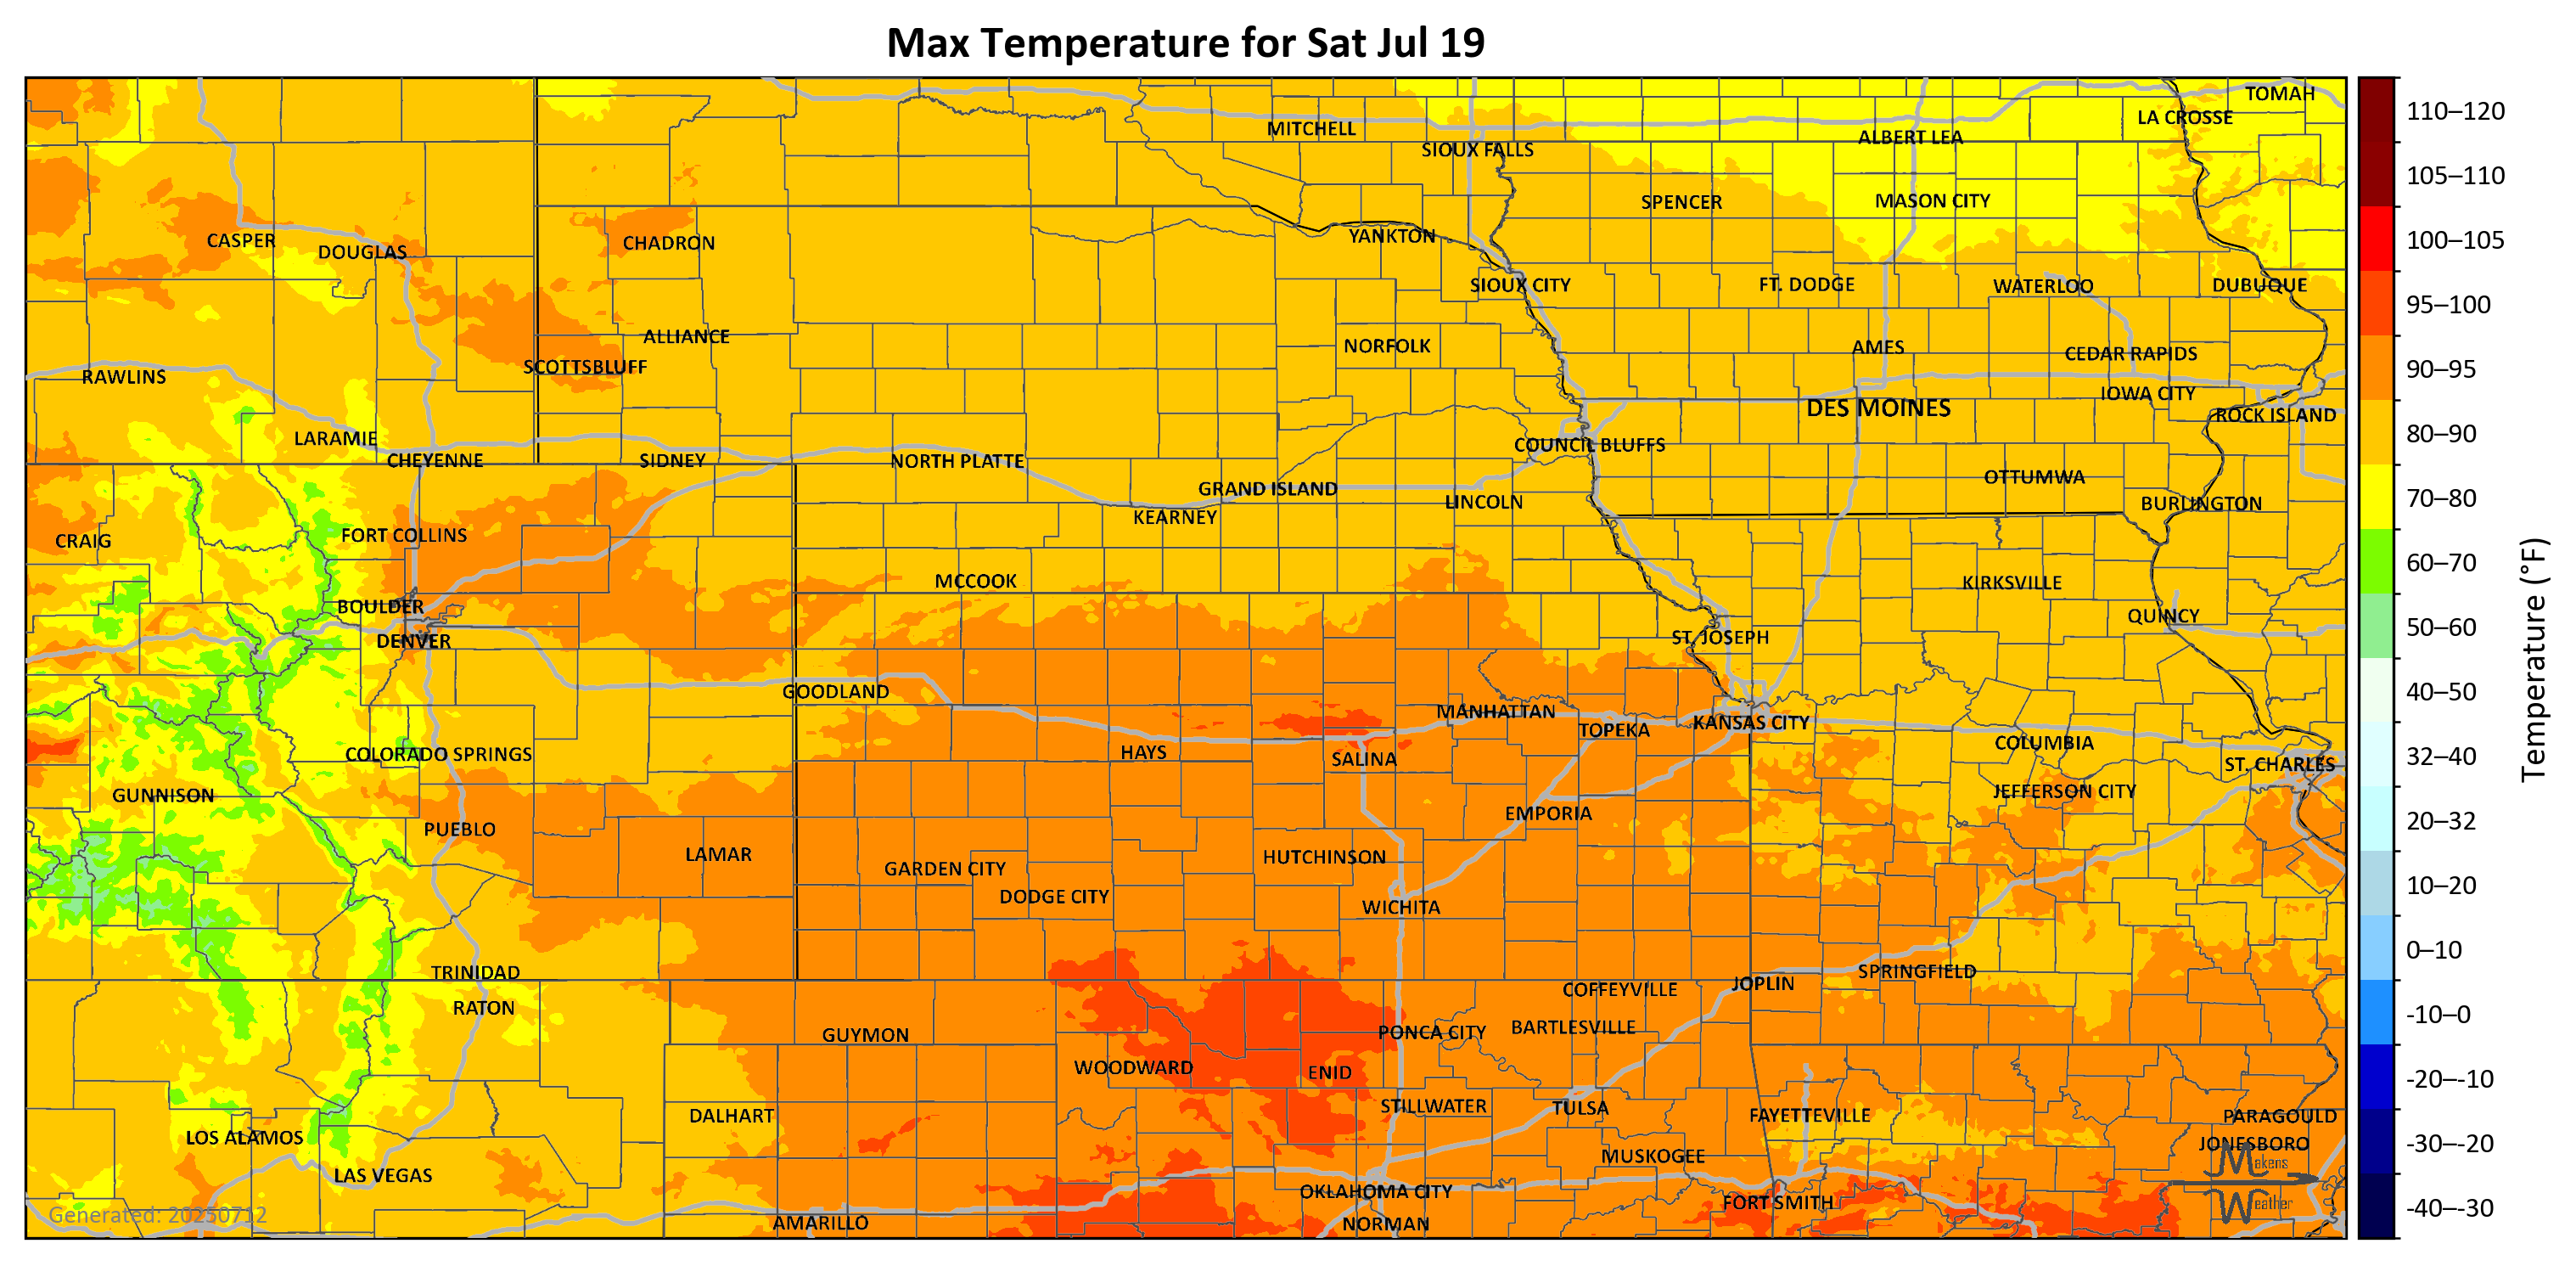 Max Temperature for Sat Jul 19
TOMAH
LA CROSSE
MITCHELL
ALBERT LEA
SIOUX FALLS
SPENCER
MASON CITY
CASPER
DOUGLAS
CHADRON
YANKTON
SIOUX CITY
FT. DODGE
WATERLOO
DUBUQUE
ALLIANCE
NORFOLK
AMES
CEDAR RAPIDS
SCOTTSBLUFF
RAWLINS
IOWA CITY
DES MOINES
ROCK ISLAND
LARAMIE
COUNCIL BLUFFS
CHEYENNE
SIDNEY
NORTH PLATTE
OTTUMWA
GRAND ISLAND
LINCOLN
BURLINGTON
KEARNEY
FORT COLLINS
CRAIG
MCCOOK
KIRKSVILLE
BOULDER
QUINCY
DENVER
ST. JOSEPH
GOODLAND
MANHATTAN
KANSAS CITY
TOPEKA
COLUMBIA
COLORADO SPRINGS
HAYS
SALINA
ST. CHARLES
GUNNISON
JEFFERSON CITY
EMPORIA
PUEBLO
LAMAR
HUTCHINSON
GARDEN CITY
DODGE CITY
WICHITA
TRINIDAD
SPRINGFIELD
JOPLIN
COFFEYVILLE
RATON
GUYMON
PONCA CITY
BARTLESVILLE
WOODWARD
ENID
STILLWATER
TULSA
DALHART
FAYETTEVILLE
PARAGOULD
LOS ALAMOS
JONESBORO
MUSKOGEE
LAS VEGAS
OKLAHOMA CITY
FORT SMITH
AMARILLO
NORMAN
Generated: 20250712
Makens
Weather
110–120
105–110
100–105
95–100
90–95
80–90
70–80
60–70
50–60
40–50
32–40
20–32
10–20
0–10
-10–0
-20–-10
-30–-20
-40–-30
Temperature (°F)